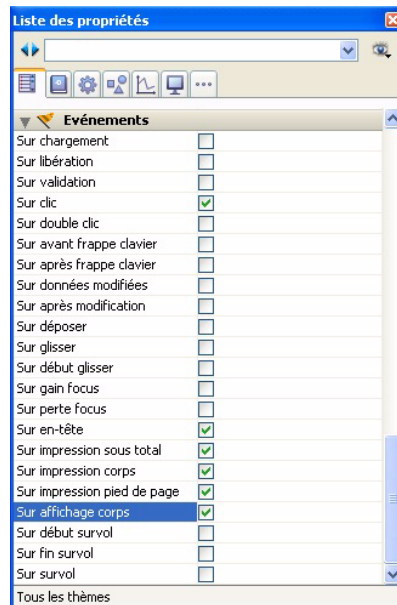 Liste des propriétés
Evénements
Sur chargement
Sur libération
Sur validation
Sur clic
Sur double clic
Sur avant frappe clavier
Sur après frappe clavier
Sur données modifiées
Sur après modification
Sur déposer
Sur glisser
Sur début glisser
Sur gain focus
Sur perte focus
Sur en-tête
Sur impression sous total
Sur impression corps
Sur impression pied de page
Sur affichage corps
Sur début survol
Sur fin survol
Sur survol
Tous les thèmes